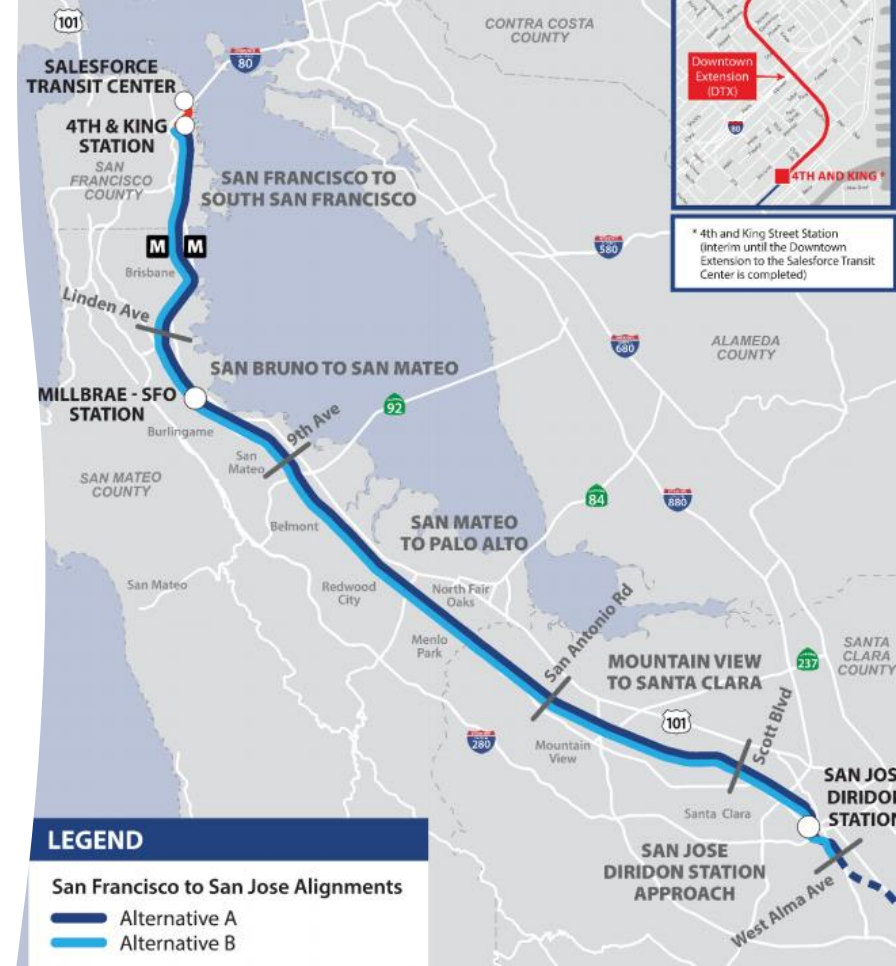 101
CONTRA COSTA
COUNTY
SALESFORCE
TRANSIT CENTER
80
Downtown
Extension
(DTX)
80
4TH AND KING *
4TH & KING
STATION
SAN
FRANCISCO
COUNTY
SAN FRANCISCO TO
SOUTH SAN FRANCISCO
* 4th and King Street Station
(interim until the Downtown
Extension to the Salesforce Transit
Center is completed)
M M
580
Brisbane
Linden Ave
680
ALAMEDA
COUNTY
SAN BRUNO TO SAN MATEO
MILLBRAE - SFO
STATION
92
9th Ave
Burlingame
San
Mateo
SAN MATEO
COUNTY
84
880
Belmont
SAN MATEO
TO PALO ALTO
San Mateo
Redwood
City
North Fair
Oaks
Menlo
Park
San Antonio Rd
SANTA
CLARA
COUNTY
MOUNTAIN VIEW
TO SANTA CLARA
237
101
Scott Blvd
280
Mountain
View
SAN JOS
DIRIDO
STATION
Santa Clara
SAN JOSE
DIRIDON STATION
APPROACH
West Alma Ave
LEGEND
San Francisco to San Jose Alignments
Alternative A
Alternative B